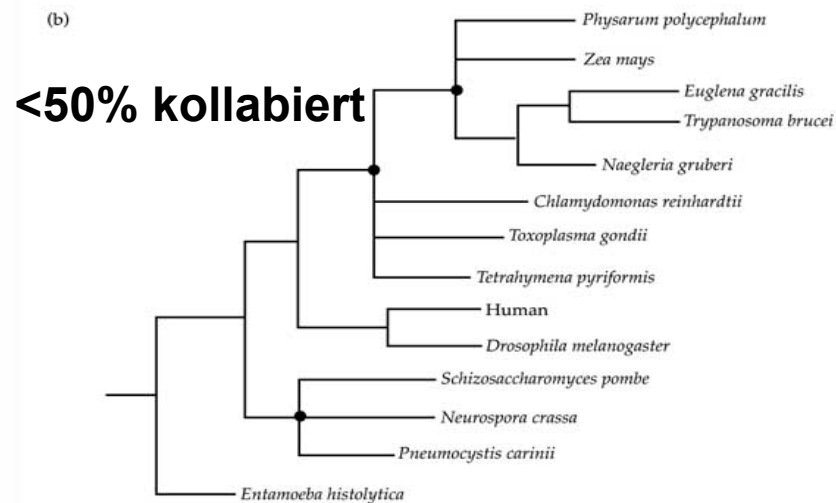 (b)
Physarum polycephalum
Zea mays
<50% kollabiert
Euglena gracilis
Trypanosoma brucei
Naegleria gruberi
Chlamydomonas reinhardtii
Toxoplasma gondii
Tetrahymena pyriformis
Human
Drosophila melanogaster
Schizosaccharomyces pombe
Neurospora crassa
Pneumocystis carinii
Entamoeba histolytica